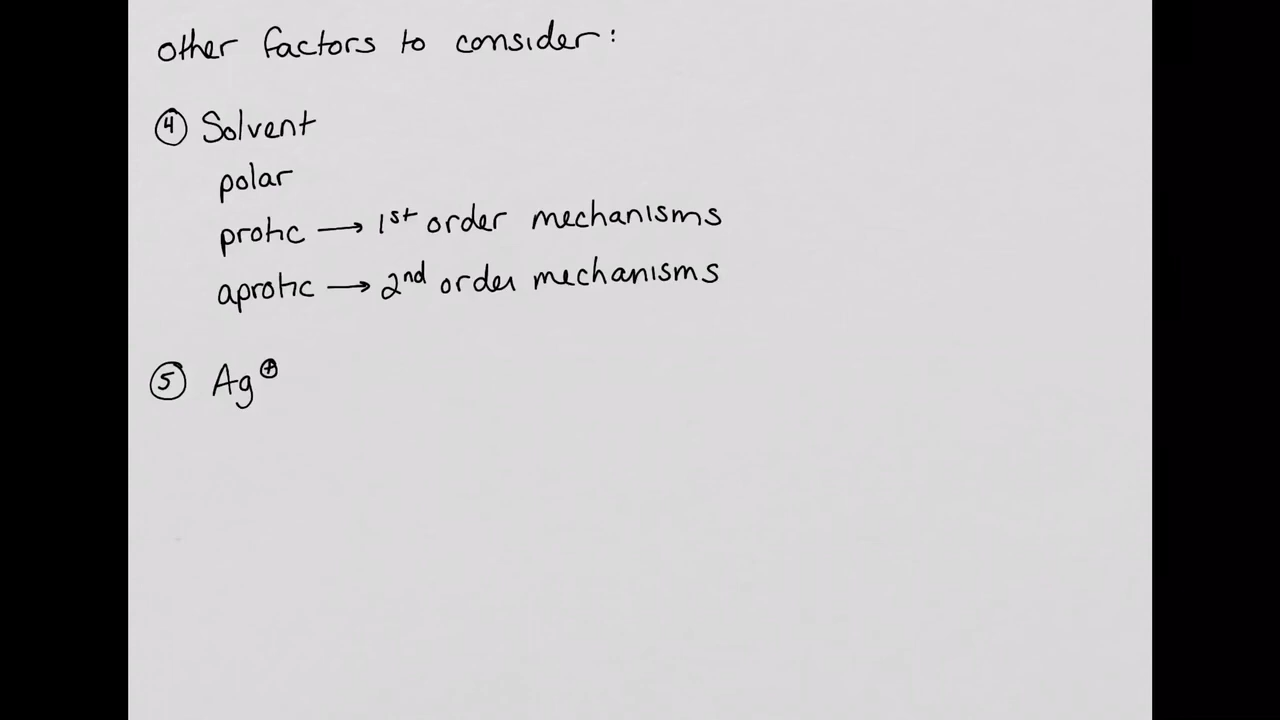 other factors to consider:
④ Solvent
polar
protic → 1st order mechanisms
aprotic → 2nd order mechanisms
⑤ Ag⊕